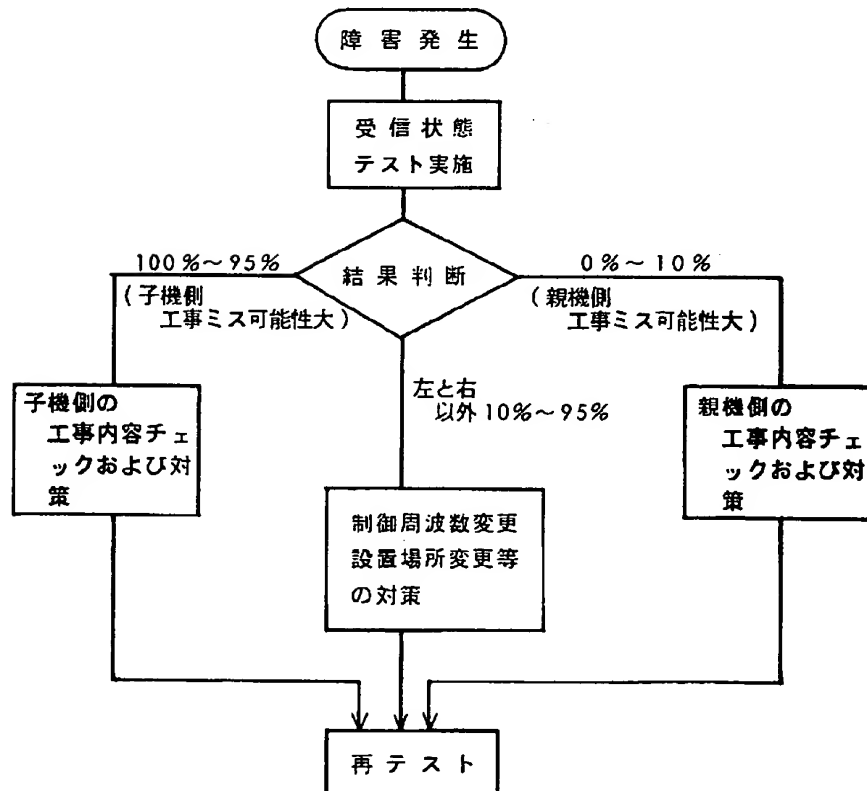 障害発生
受信状態
テスト実施
結果判断
100%～95%
(子機側
工事ミス可能性大)
0%～10%
(親機側
工事ミス可能性大)
左と右
以外10%～95%
子機側の
工事内容チェ
ックおよび対
策
制御周波数変更
設置場所変更等
の対策
親機側の
工事内容チェ
ックおよび対
策
再テスト